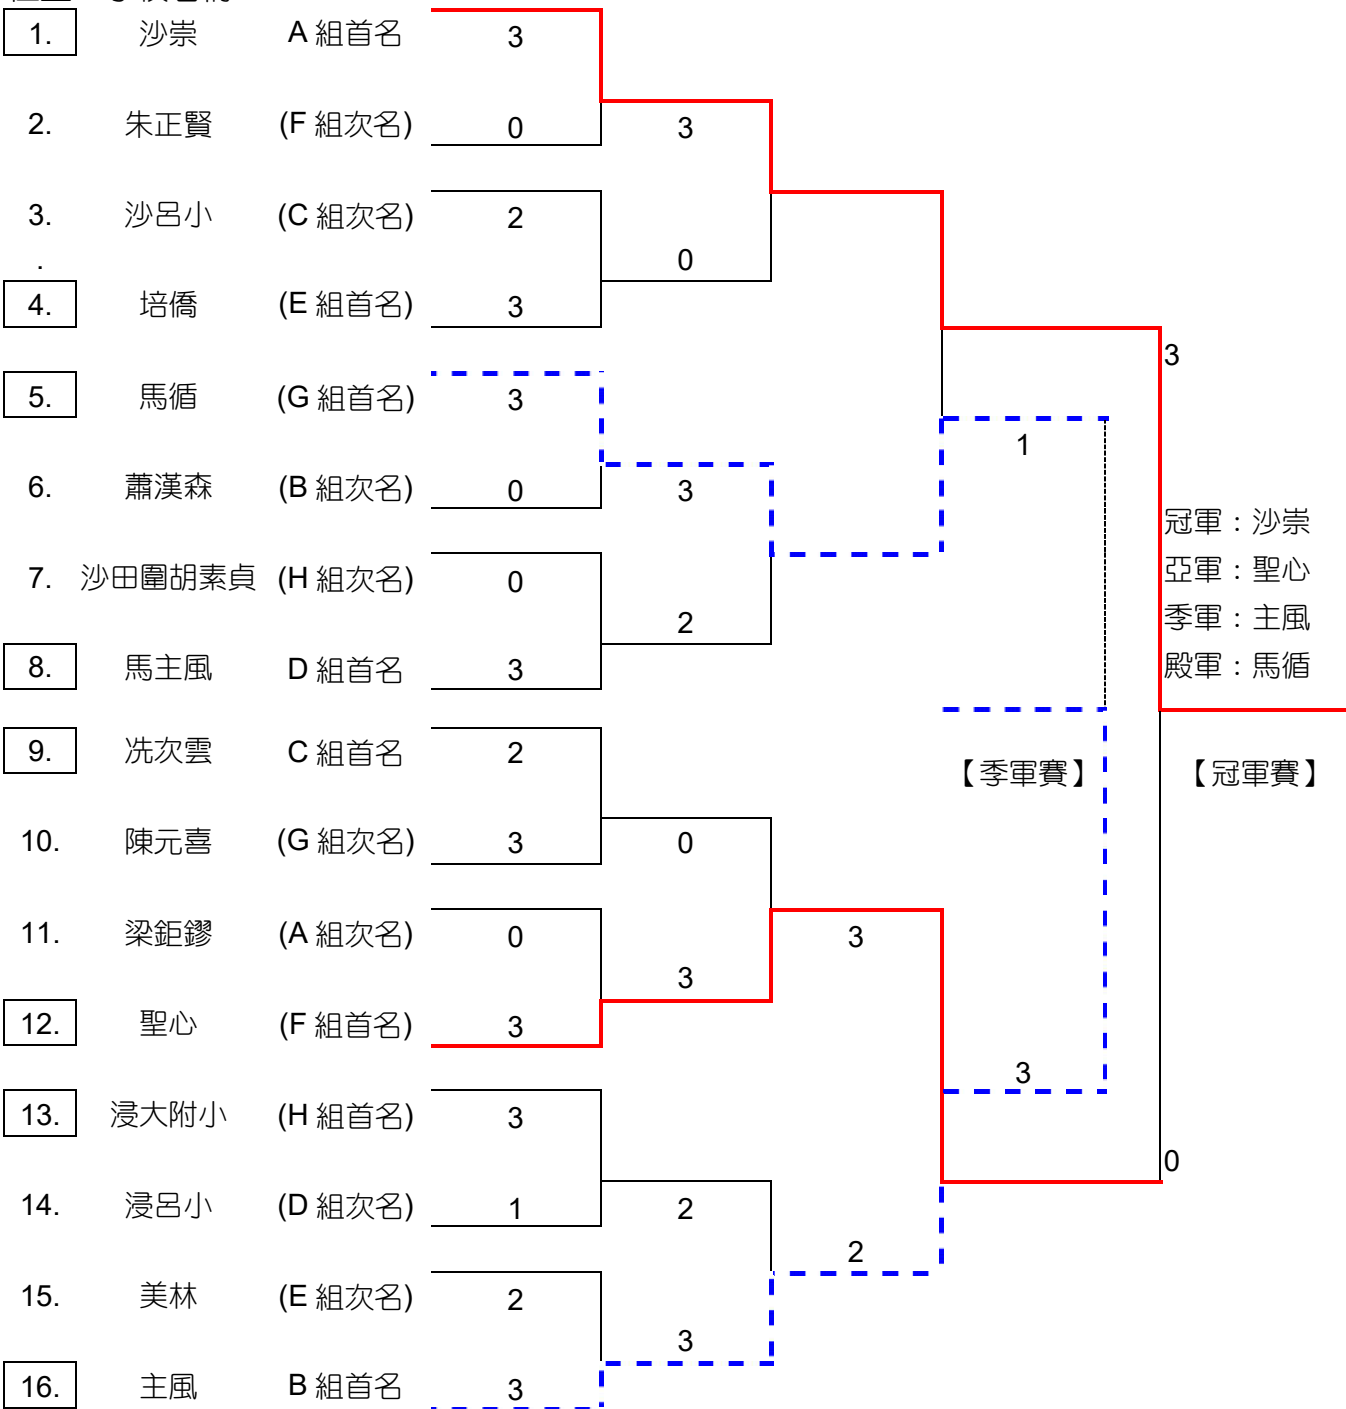 1. 沙崇 A 組首名 3
2. 朱正賢 (F 組次名) 0 3
3. 沙呂小 (C 組次名) 2
. 0
4. 培僑 (E 組首名) 3
3
5. 馬循 (G 組首名) 3
1
6. 蕭漢森 (B 組次名) 0 3
冠軍：沙崇
亞軍：聖心
7. 沙田圍胡素貞 (H 組次名) 0
季軍：主風
2
8. 馬主風 D 組首名 3
殿軍：馬循
9. 冼次雲 C 組首名 2
【季軍賽】 【冠軍賽】
10. 陳元喜 (G 組次名) 3 0
11. 梁鉅鏐 (A 組次名) 0 3
3
12. 聖心 (F 組首名) 3
3
13. 浸大附小 (H 組首名) 3
0
14. 浸呂小 (D 組次名) 1 2
2
15. 美林 (E 組次名) 2
3
16. 主風 B 組首名 3